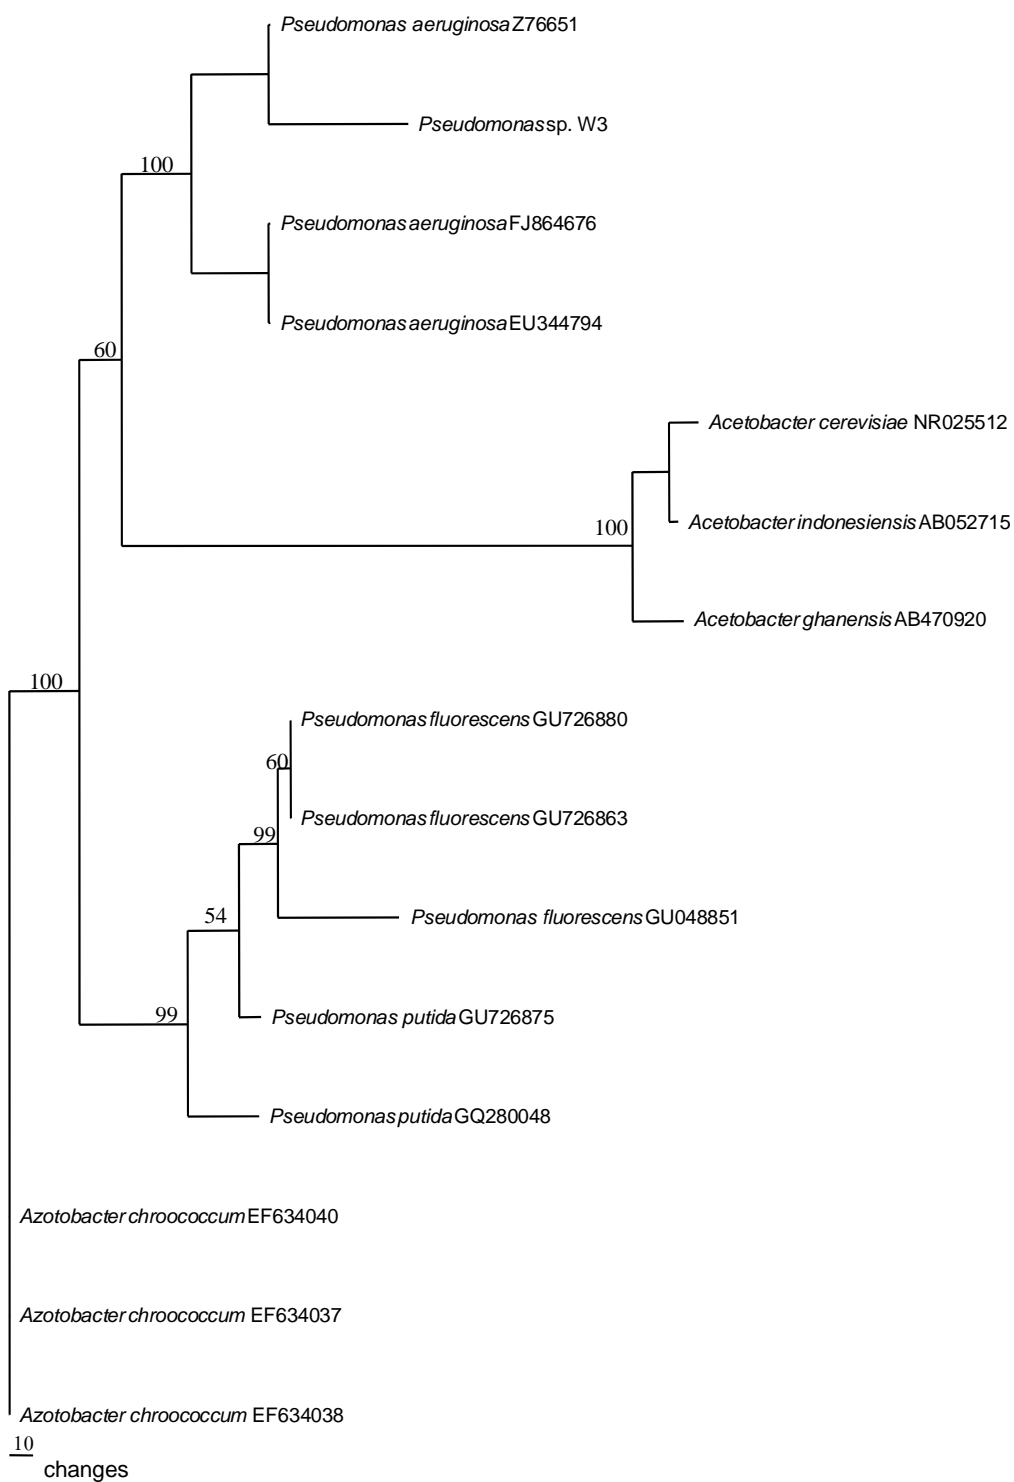 Pseudomonas aeruginosa Z76651
Pseudomonas sp. W3
100
Pseudomonas aeruginosa FJ864676
Pseudomonas aeruginosa EU344794
60
Acetobacter cerevisiae NR025512
Acetobacter indonesiensis AB052715
100
Acetobacter ghanensis AB470920
100
Pseudomonas fluorescens GU726880
60
Pseudomonas fluorescens GU726863
99
Pseudomonas fluorescens GU048851
54
Pseudomonas putida GU726875
99
Pseudomonas putida GQ280048
Azotobacter chroococcum EF634040
Azotobacter chroococcum EF634037
Azotobacter chroococcum EF634038
10
changes